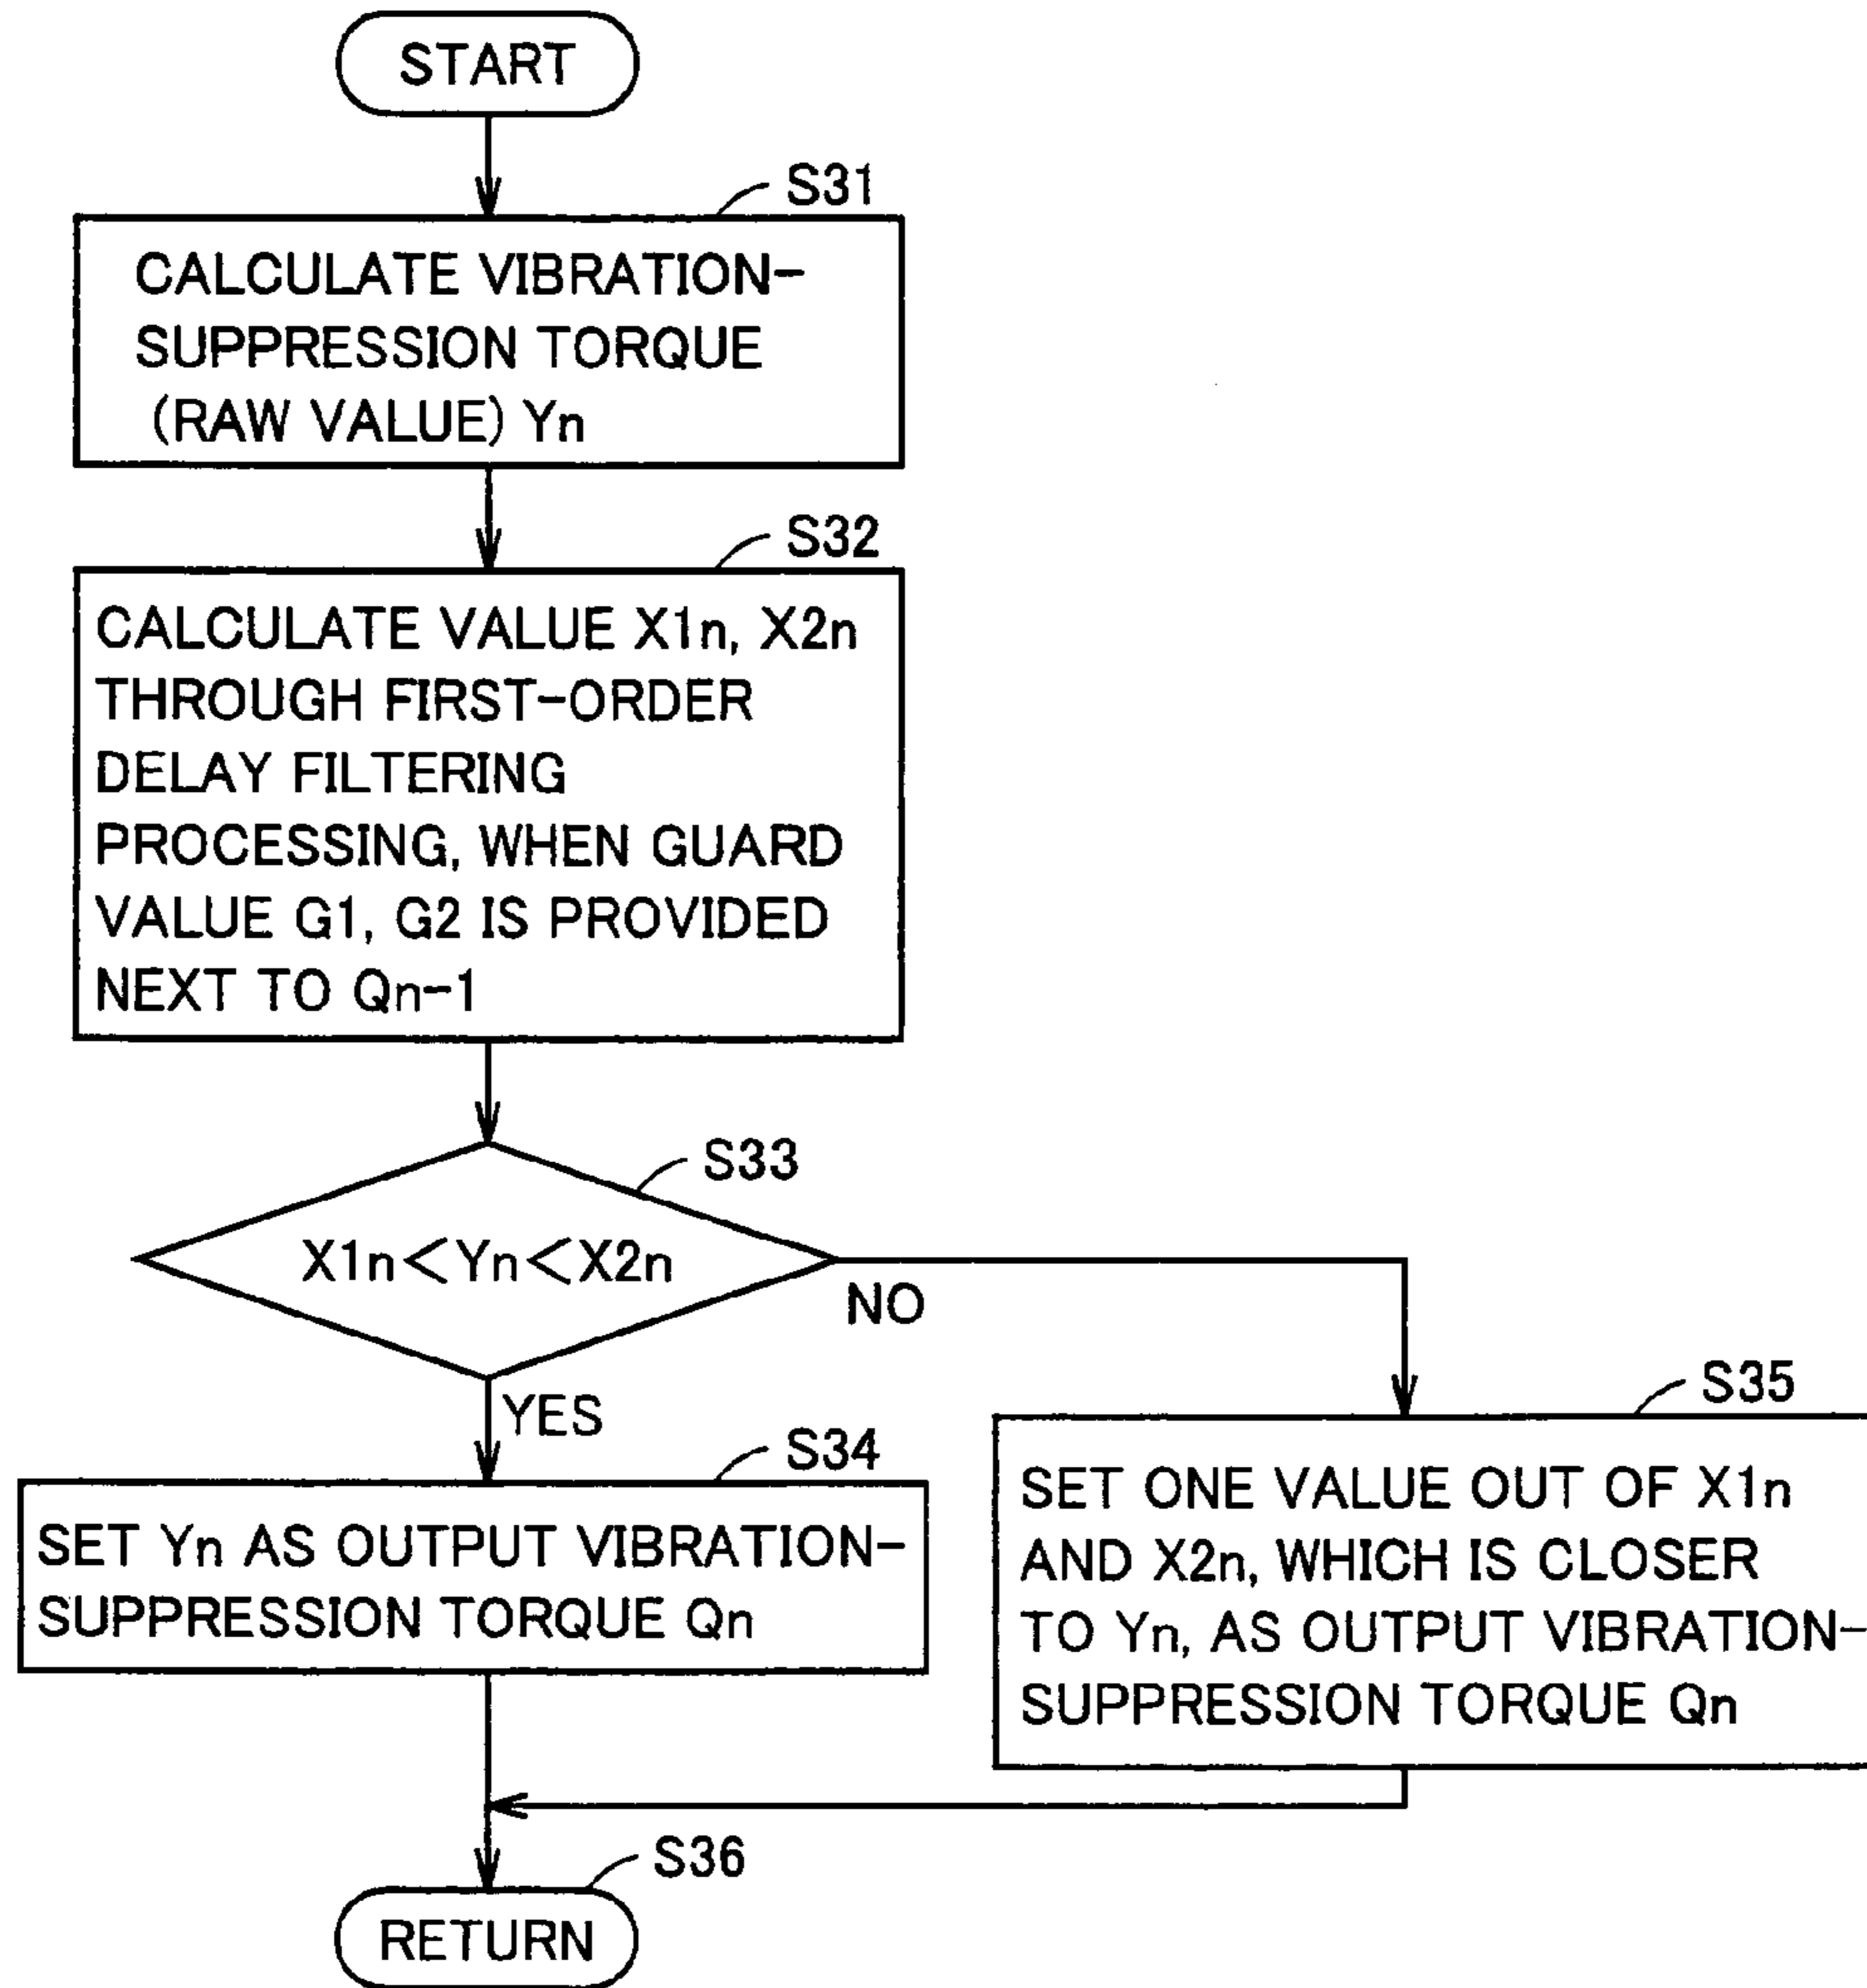 START
S31
CALCULATE VIBRATION-
SUPPRESSION TORQUE
(RAW VALUE) Yn
S32
CALCULATE VALUE X1n, X2n
THROUGH FIRST-ORDER
DELAY FILTERING
PROCESSING, WHEN GUARD
VALUE G1, G2 IS PROVIDED
NEXT TO Qn-1
S33
X1n<Yn<X2n
NO
YES
S34
SET Yn AS OUTPUT VIBRATION-
SUPPRESSION TORQUE Qn
S35
SET ONE VALUE OUT OF X1n
AND X2n, WHICH IS CLOSER
TO Yn, AS OUTPUT VIBRATION-
SUPPRESSION TORQUE Qn
S36
RETURN